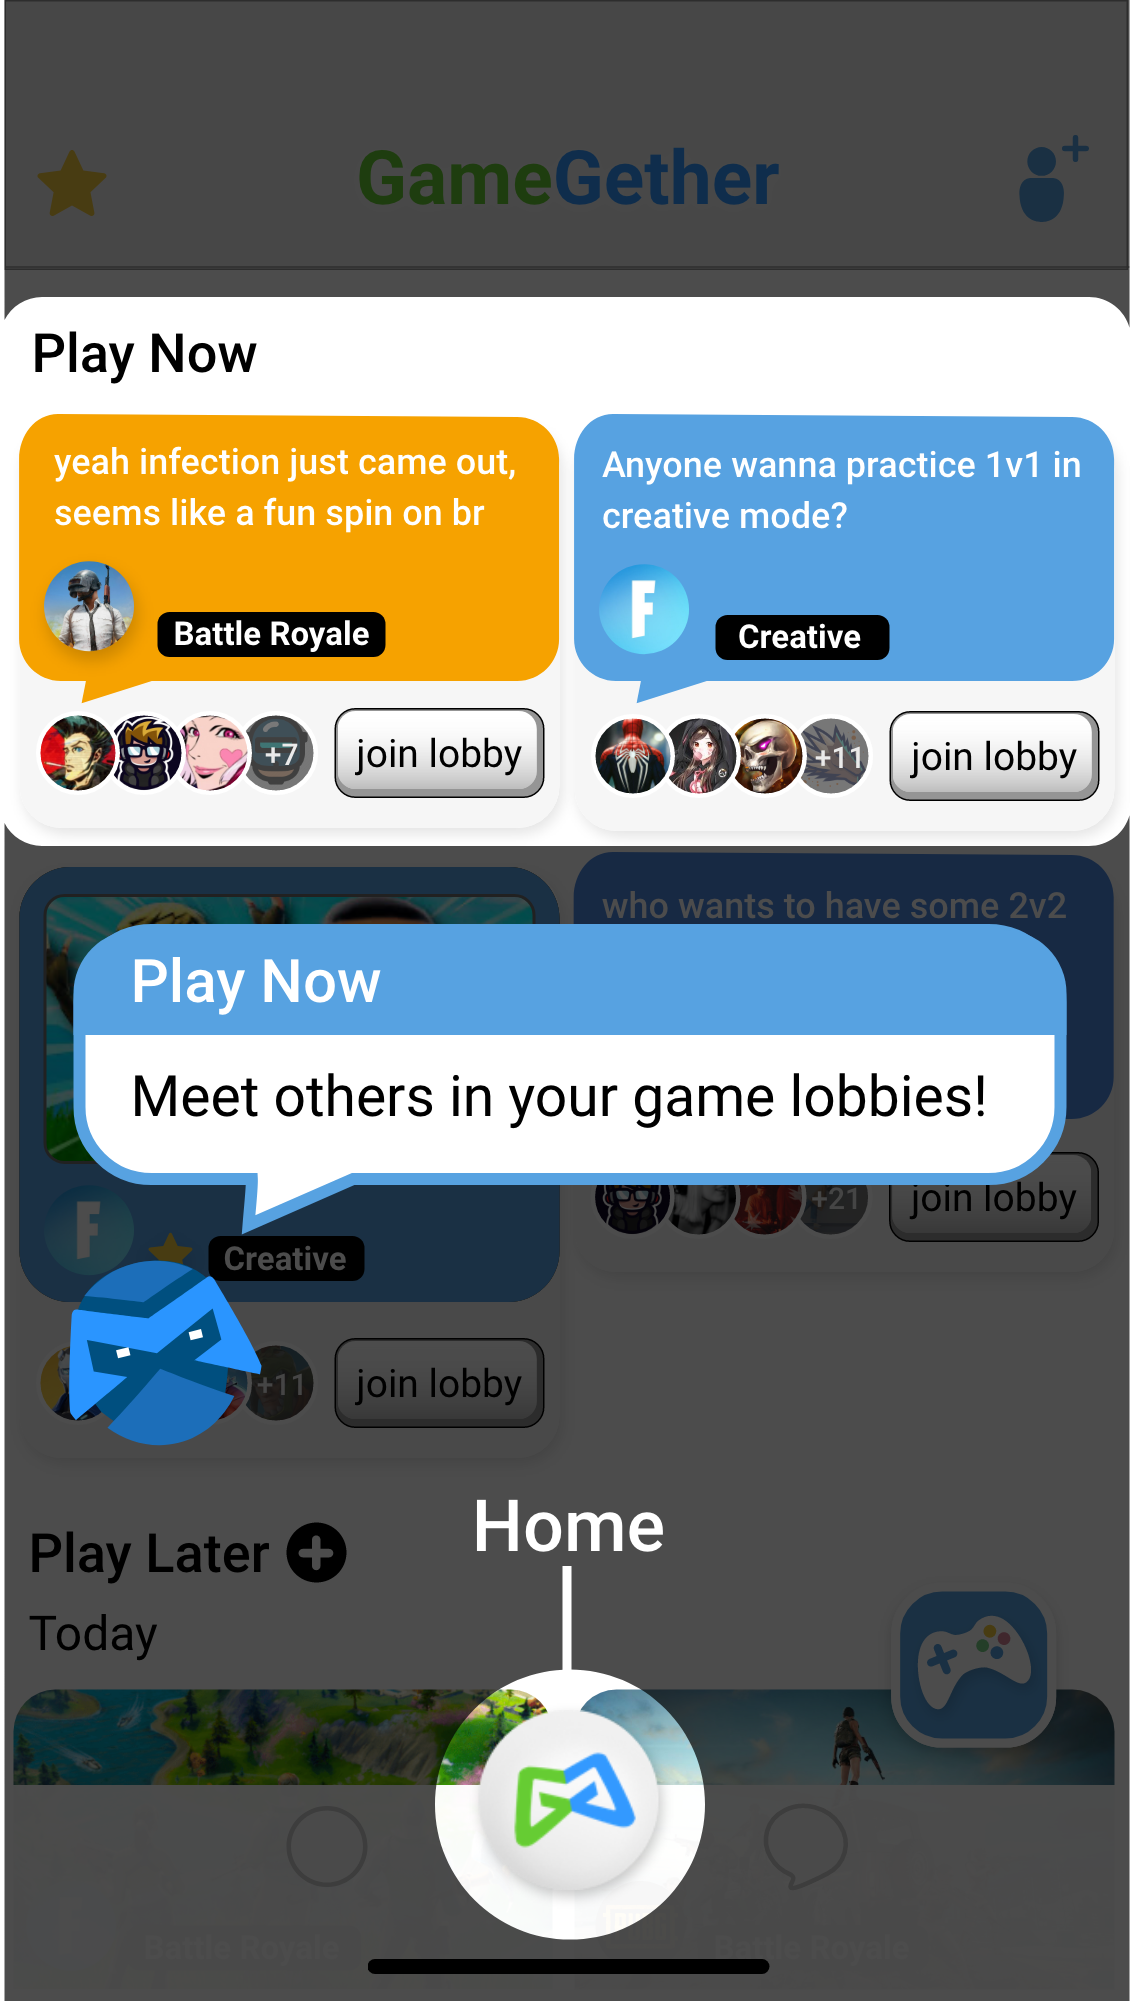 GameGether
Play Now
yeah infection just came out,
seems like a fun spin on br
Battle Royale
+7
join lobby
Anyone wanna practice 1v1 in
creative mode?
F
Creative
+11
join lobby
who wants to have some 2v2
Play Now
Meet others in your game lobbies!
+21
join lobby
F
Creative
+11
join lobby
Home
Play Later
Today
Battle Royale
Battle Royale